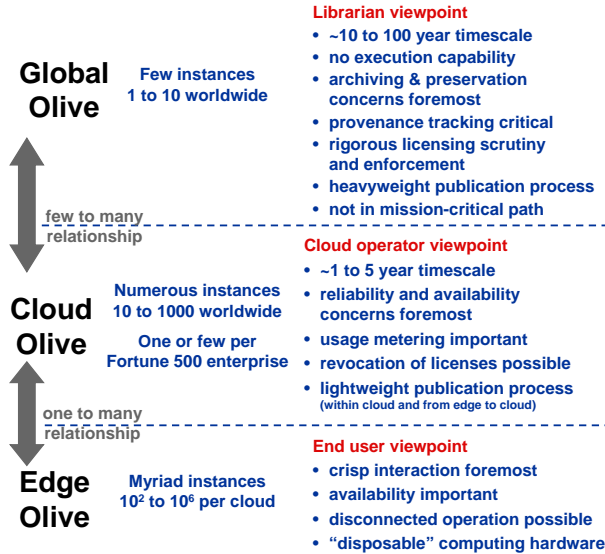 Librarian viewpoint
Global
Olive
Few instances
1 to 10 worldwide
• ~10 to 100 year timescale
• no execution capability
• archiving & preservation
concerns foremost
• provenance tracking critical
• rigorous licensing scrutiny
and enforcement
• heavyweight publication process
• not in mission-critical path
few to many
relationship
Cloud operator viewpoint
Cloud
Olive
Numerous instances
10 to 1000 worldwide
One or few per
Fortune 500 enterprise
• ~1 to 5 year timescale
• reliability and availability
concerns foremost
• usage metering important
• revocation of licenses possible
• lightweight publication process
(within cloud and from edge to cloud)
one to many
relationship
End user viewpoint
Edge
Olive
Myriad instances
10² to 10⁶ per cloud
• crisp interaction foremost
• availability important
• disconnected operation possible
• “disposable” computing hardware